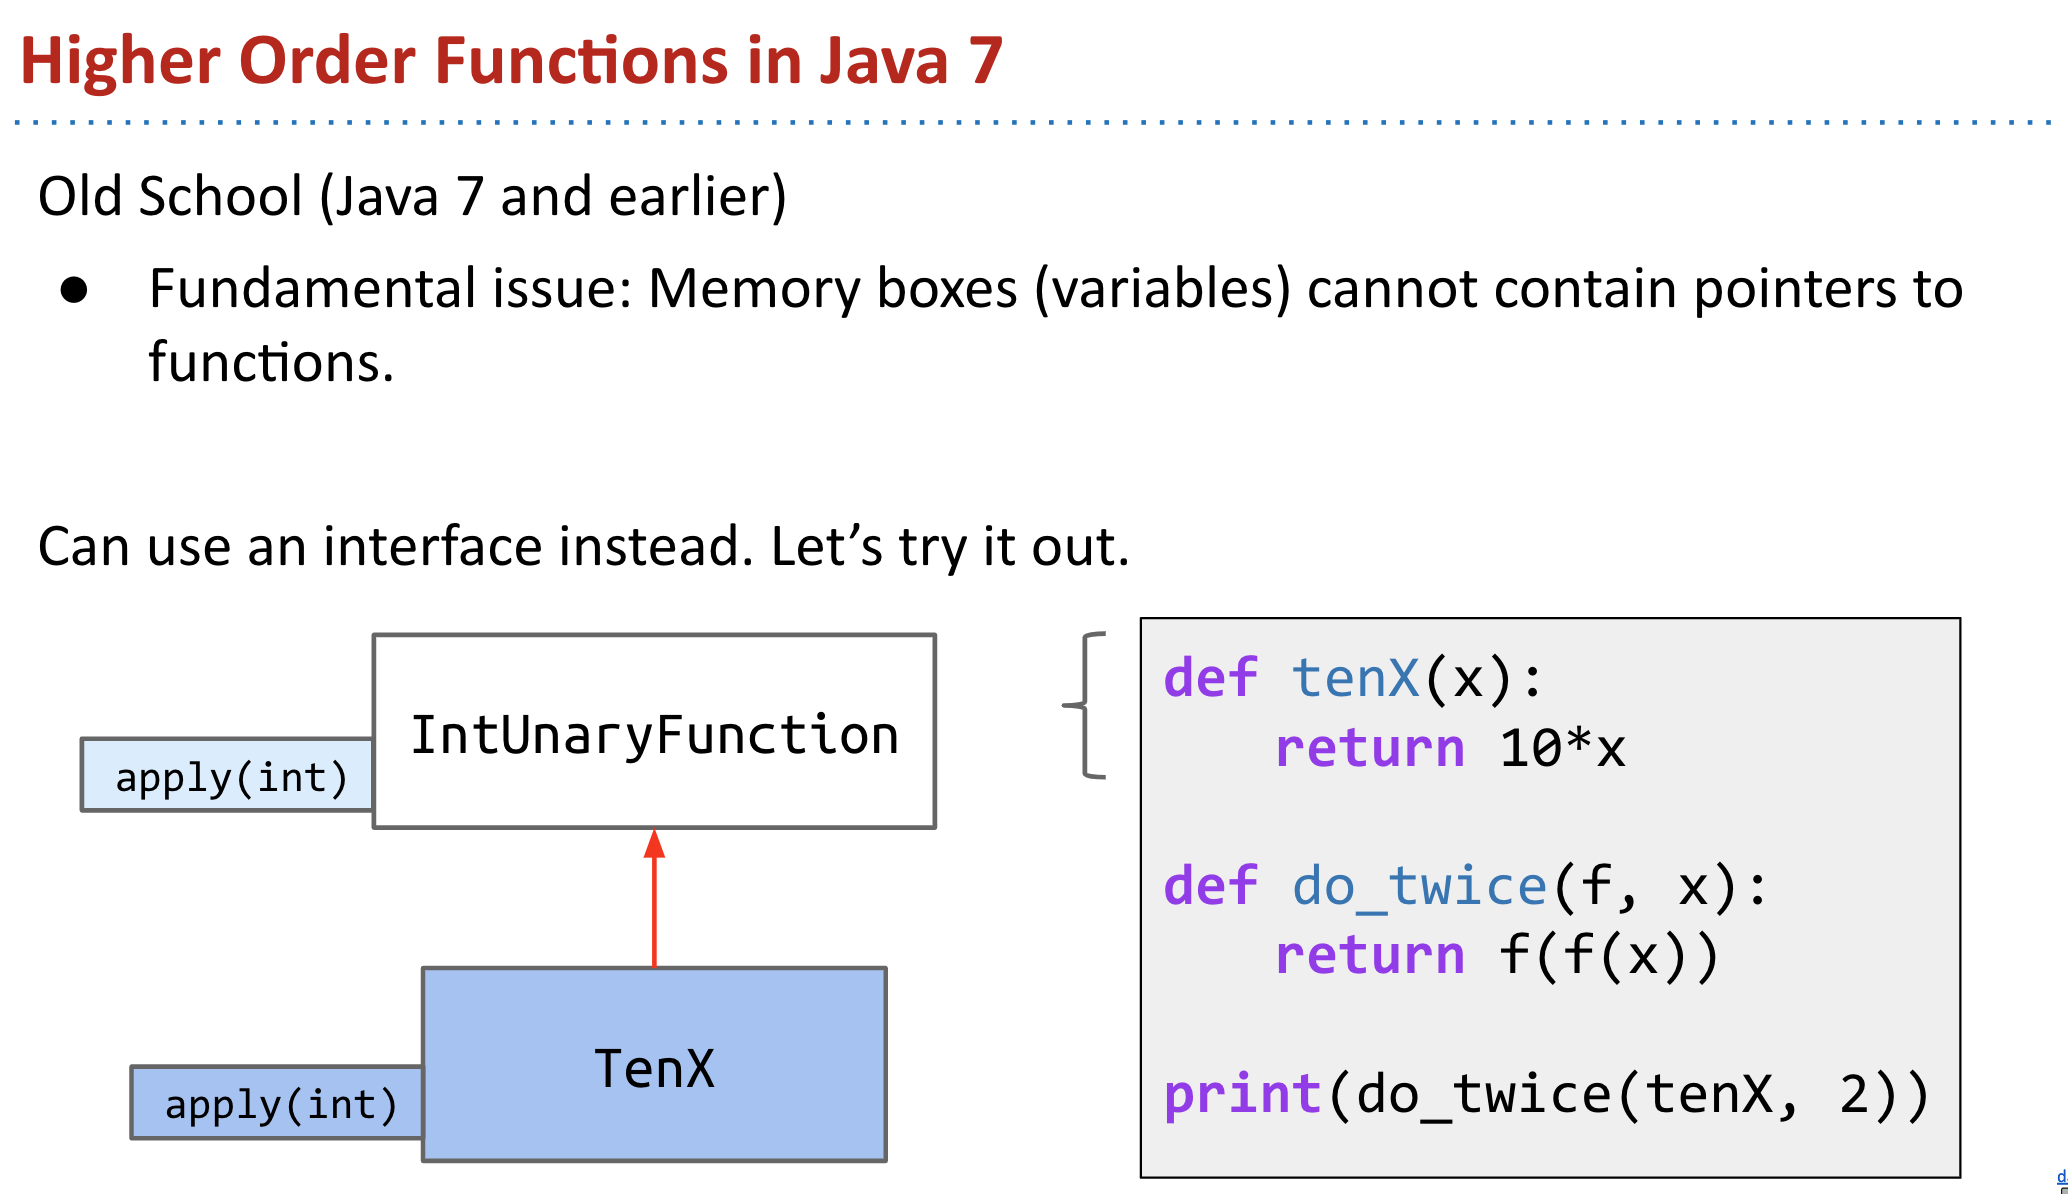 Higher Order Functions in Java 7
Old School (Java 7 and earlier)
● Fundamental issue: Memory boxes (variables) cannot contain pointers to
functions.
Can use an interface instead. Let’s try it out.
IntUnaryFunction
apply(int)
TenX
apply(int)
def tenX(x):
    return 10*x
def do_twice(f, x):
    return f(f(x))
print(do_twice(tenX, 2))
d